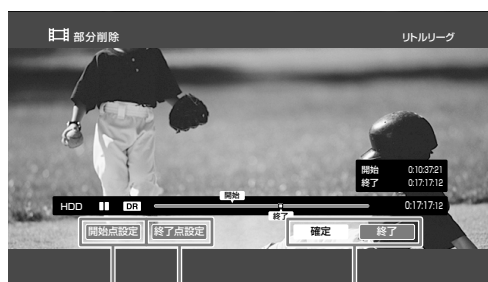 部分削除
リトルリーグ
開始 0:10:37:21
終了 0:17:17:12
開始
HDD DR 0:17:17:12
終了
開始点設定 終了点設定 確定 終了